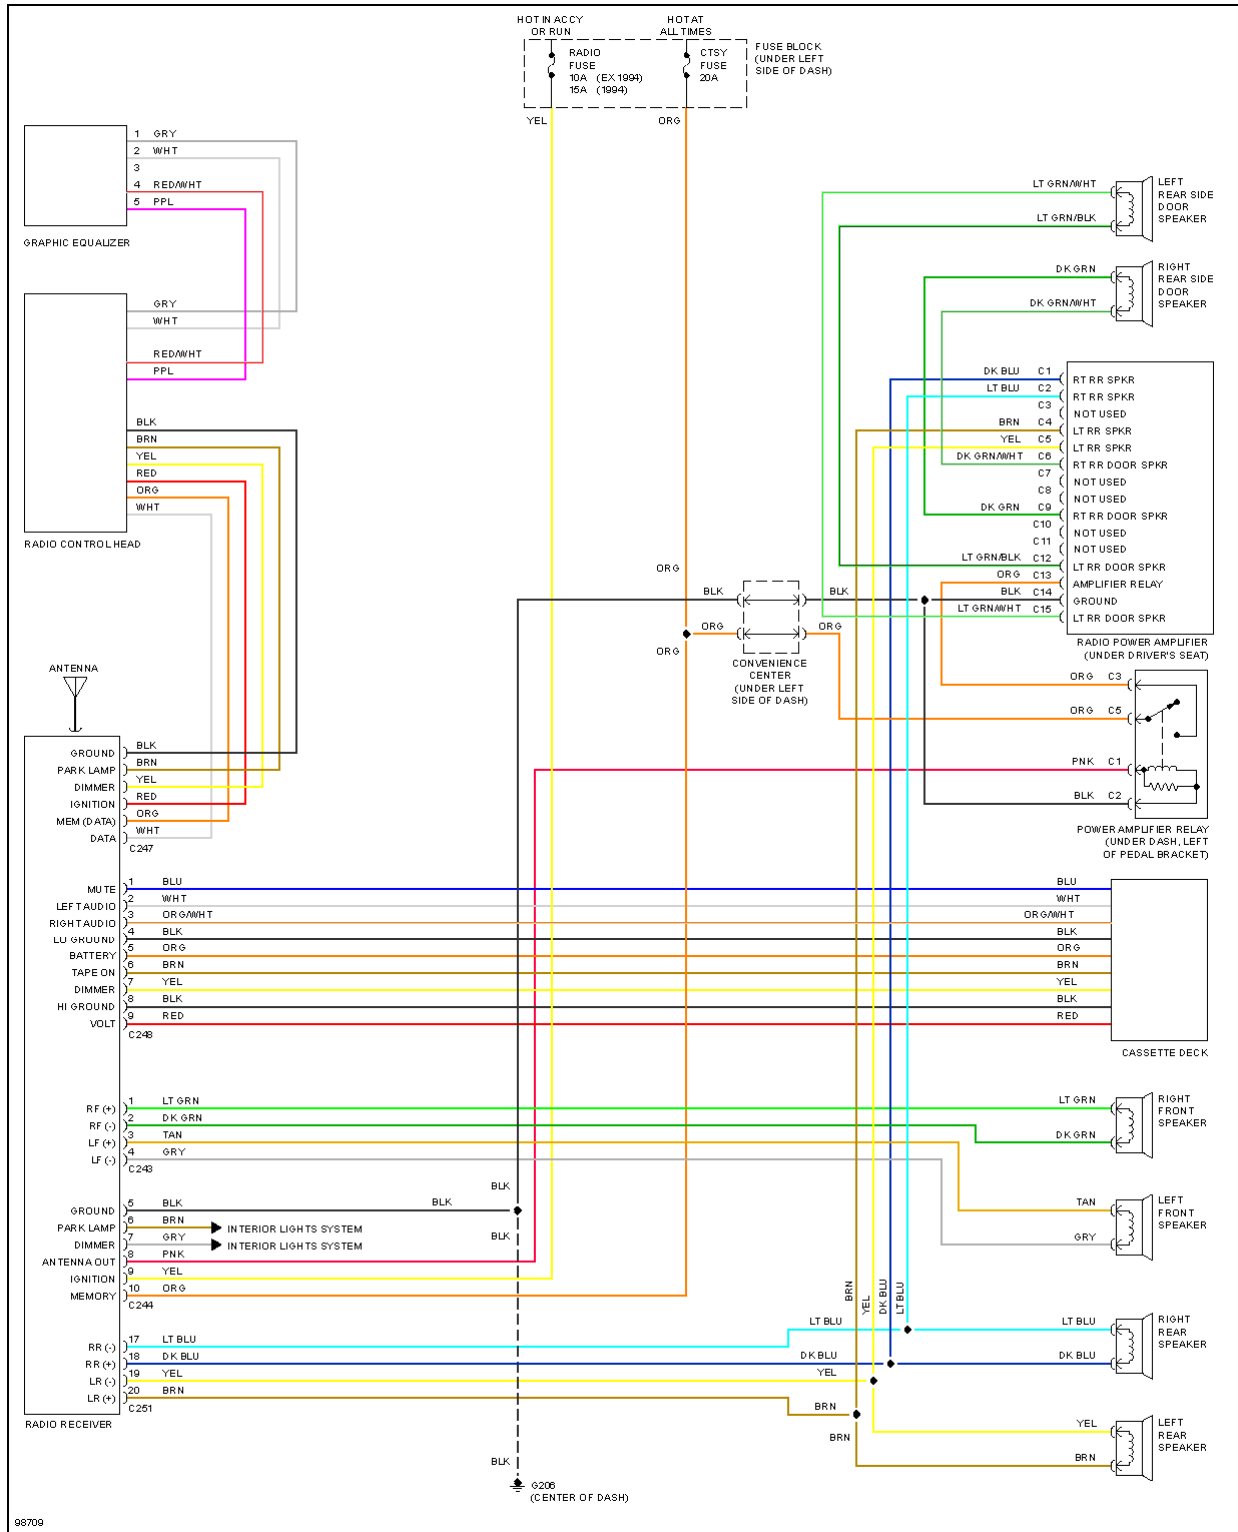 HOT IN ACCY
OR RUN
HOT AT
ALL TIMES
RADIO
FUSE
10A (EX 1994)
15A (1994)
CTSY
FUSE
20A
FUSE BLOCK
(UNDER LEFT
SIDE OF DASH)
YEL
ORG
1 GRY
2 WHT
3
4 RED/WHT
5 PPL
GRAPHIC EQUALIZER
GRY
WHT
RED/WHT
PPL
BLK
BRN
YEL
RED
ORG
WHT
RADIO CONTROL HEAD
LT GRN/WHT
LT GRN/BLK
LEFT
REAR SIDE
DOOR
SPEAKER
DK GRN
DK GRN/WHT
RIGHT
REAR SIDE
DOOR
SPEAKER
DK BLU C1 RT RR SPKR
LT BLU C2 RT RR SPKR
C3 NOT USED
BRN C4 LT RR SPKR
YEL C5 LT RR SPKR
DK GRN/WHT C6 RT RR DOOR SPKR
C7 NOT USED
C8 NOT USED
DK GRN C9 RT RR DOOR SPKR
C10 NOT USED
C11 NOT USED
LT GRN/BLK C12 LT RR DOOR SPKR
ORG C13 AMPLIFIER RELAY
BLK C14 GROUND
LT GRN/WHT C15 LT RR DOOR SPKR
RADIO POWER AMPLIFIER
(UNDER DRIVER'S SEAT)
ORG
BLK
BLK
ORG
ORG
ORG
CONVENIENCE
CENTER
(UNDER LEFT
SIDE OF DASH)
ORG C3
ORG C5
PNK C1
BLK C2
POWER AMPLIFIER RELAY
(UNDER DASH, LEFT
OF PEDAL BRACKET)
ANTENNA
GROUND BLK
PARK LAMP BRN
DIMMER YEL
IGNITION RED
MEM (DATA) ORG
DATA WHT
C247
MUTE 1 BLU BLU
LEFT AUDIO 2 WHT WHT
RIGHT AUDIO 3 ORG/WHT ORG/WHT
LO GROUND 4 BLK BLK
BATTERY 5 ORG ORG
TAPE ON 6 BRN BRN
DIMMER 7 YEL YEL
HI GROUND 8 BLK BLK
VOLT 9 RED RED
C248
CASSETTE DECK
RF (+) 1 LT GRN
RF (-) 2 DK GRN
LF (+) 3 TAN
LF (-) 4 GRY
C243
LT GRN
DK GRN
RIGHT
FRONT
SPEAKER
TAN
GRY
LEFT
FRONT
SPEAKER
BLK
GROUND 5 BLK BLK
PARK LAMP 6 BRN INTERIOR LIGHTS SYSTEM
DIMMER 7 GRY INTERIOR LIGHTS SYSTEM
ANTENNA OUT 8 PNK
IGNITION 9 YEL
MEMORY 10 ORG
C244
BLK
BRN
YEL
DK BLU
LT BLU
RR (-) 17 LT BLU
RR (+) 18 DK BLU
LR (-) 19 YEL
LR (+) 20 BRN
C251
RADIO RECEIVER
LT BLU
DK BLU
YEL
BRN
BRN
LT BLU
DK BLU
RIGHT
REAR
SPEAKER
YEL
BRN
LEFT
REAR
SPEAKER
BLK
G206
(CENTER OF DASH)
98709